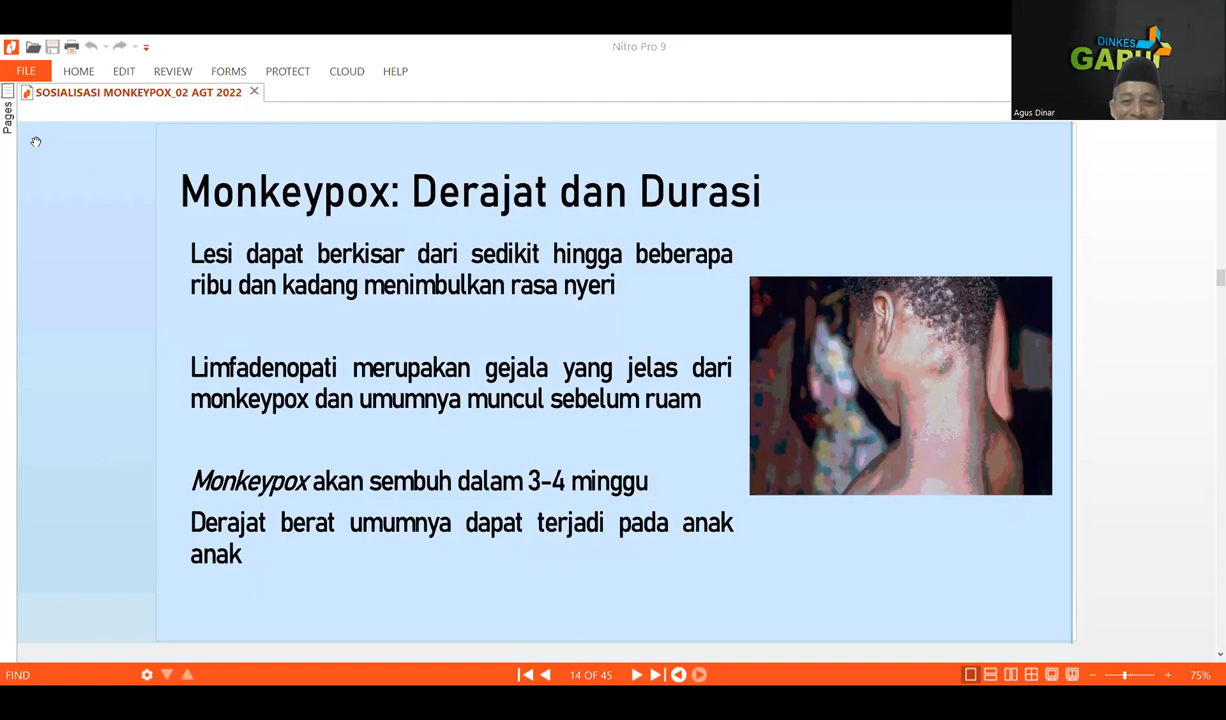 Nitro Pro 9
FILE
HOME
EDIT
REVIEW
FORMS
PROTECT
CLOUD
HELP
SOSIALISASI MONKEYPOX_02 AGT 2022
Pages
DINKES
Agus Dinar
Monkeypox: Derajat dan Durasi
Lesi dapat berkisar dari sedikit hingga beberapa
ribu dan kadang menimbulkan rasa nyeri
Limfadenopati merupakan gejala yang jelas dari
monkeypox dan umumnya muncul sebelum ruam
Monkeypox akan sembuh dalam 3-4 minggu
Derajat berat umumnya dapat terjadi pada anak
anak
FIND
14 OF 45
75%